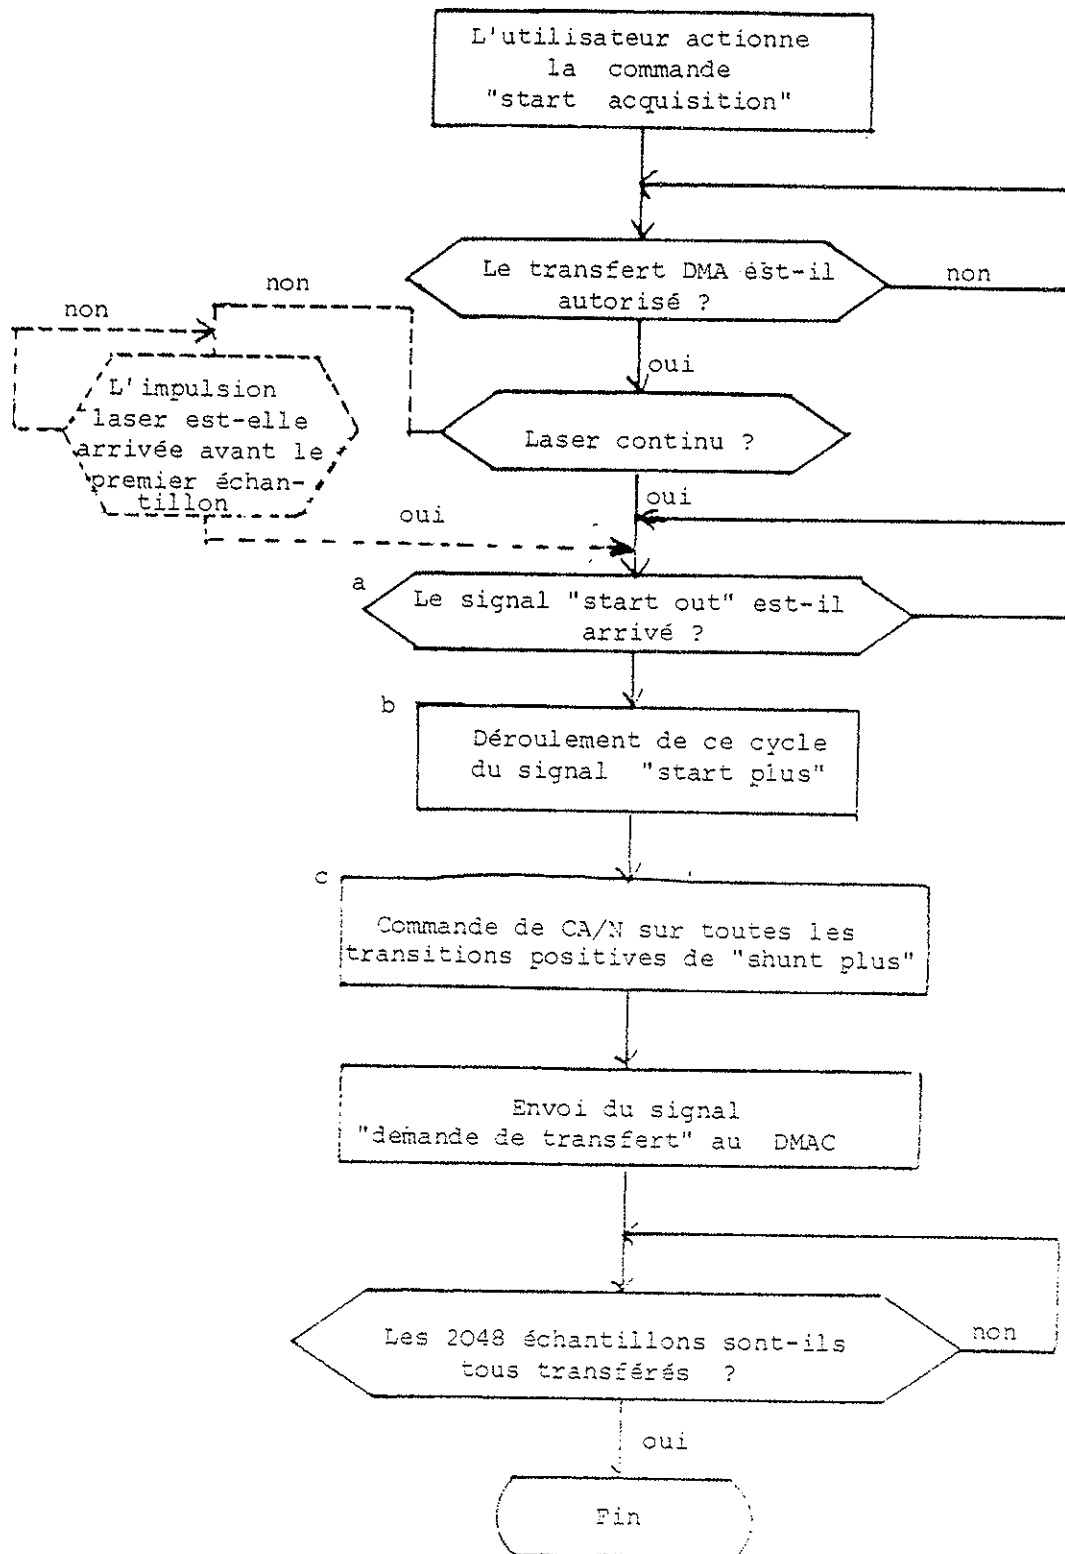 L'utilisateur actionne
la commande
"start acquisition"
Le transfert DMA est-il
autorisé ?
non
oui
non
non
L'impulsion
laser est-elle
arrivée avant le
premier échan-
tillon
Laser continu ?
oui
oui
a
Le signal "start out" est-il
arrivé ?
b
Déroulement de ce cycle
du signal "start plus"
c
Commande de CA/N sur toutes les
transitions positives de "shunt plus"
Envoi du signal
"demande de transfert" au DMAC
Les 2048 échantillons sont-ils
tous transférés ?
non
oui
Fin